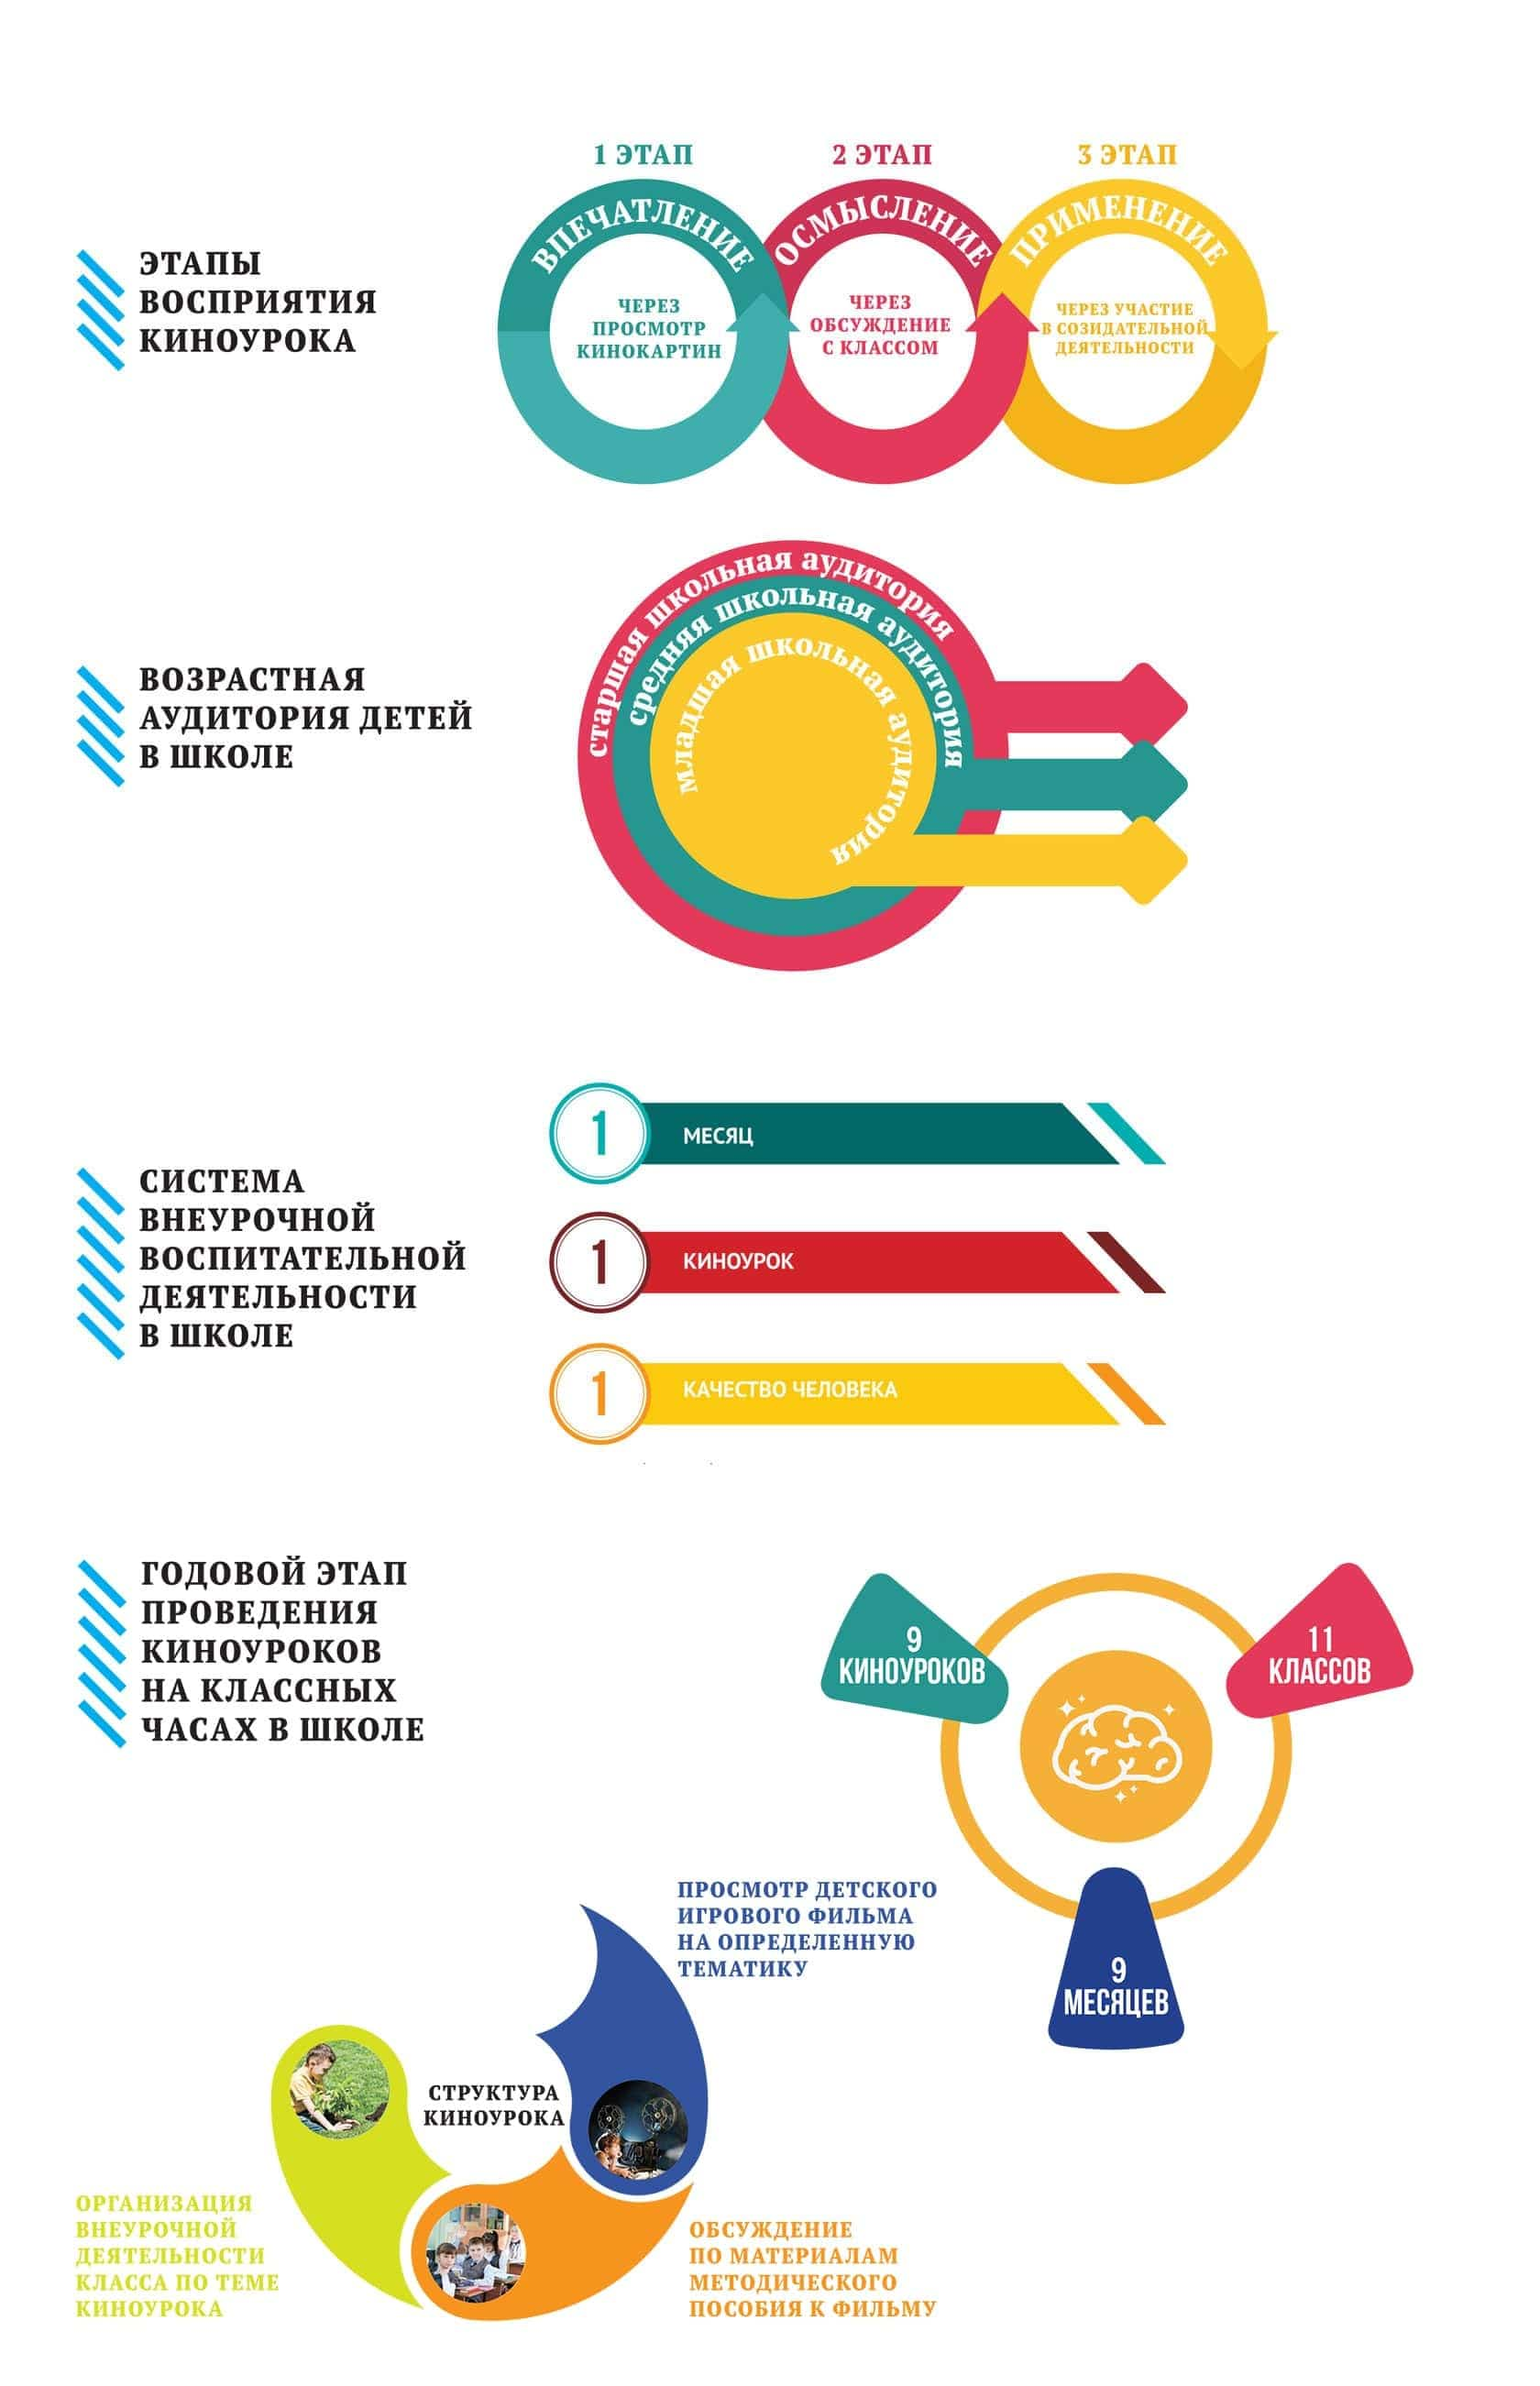 ЭТАПЫ
ВОСПРИЯТИЯ
КИНОУРОКА
1 ЭТАП
ВПЕЧАТЛЕНИЕ
ЧЕРЕЗ
ПРОСМОТР
КИНОКАРТИН
2 ЭТАП
ОСМЫСЛЕНИЕ
ЧЕРЕЗ
ОБСУЖДЕНИЕ
С КЛАССОМ
3 ЭТАП
ПРИМЕНЕНИЕ
ЧЕРЕЗ УЧАСТИЕ
В СОЗИДАТЕЛЬНОЙ
ДЕЯТЕЛЬНОСТИ
ВОЗРАСТНАЯ
АУДИТОРИЯ ДЕТЕЙ
В ШКОЛЕ
старшая школьная аудитория
средняя школьная аудитория
младшая школьная аудитория
СИСТЕМА
ВНЕУРОЧНОЙ
ВОСПИТАТЕЛЬНОЙ
ДЕЯТЕЛЬНОСТИ
В ШКОЛЕ
1 МЕСЯЦ
1 КИНОУРОК
1 КАЧЕСТВО ЧЕЛОВЕКА
ГОДОВОЙ ЭТАП
ПРОВЕДЕНИЯ
КИНОУРОКОВ
НА КЛАССНЫХ
ЧАСАХ В ШКОЛЕ
9
КИНОУРОКОВ
11
КЛАССОВ
9
МЕСЯЦЕВ
ПРОСМОТР ДЕТСКОГО
ИГРОВОГО ФИЛЬМА
НА ОПРЕДЕЛЕННУЮ
ТЕМАТИКУ
СТРУКТУРА
КИНОУРОКА
ОРГАНИЗАЦИЯ
ВНЕУРОЧНОЙ
ДЕЯТЕЛЬНОСТИ
КЛАССА ПО ТЕМЕ
КИНОУРОКА
ОБСУЖДЕНИЕ
ПО МАТЕРИАЛАМ
МЕТОДИЧЕСКОГО
ПОСОБИЯ К ФИЛЬМУ